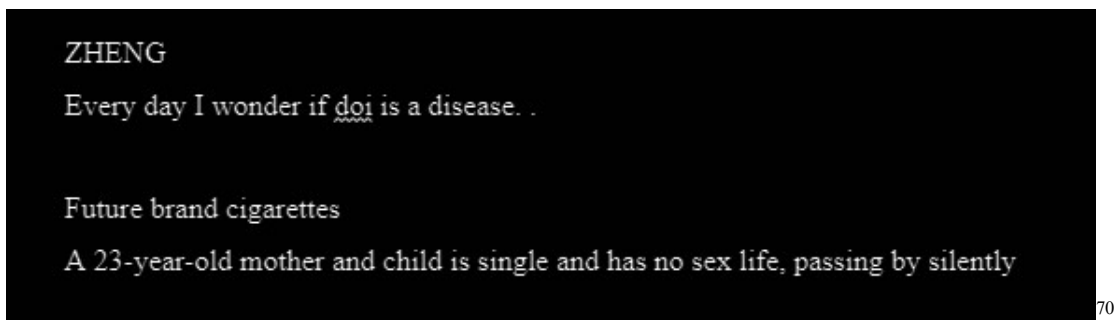 ZHENG
Every day I wonder if doi is a disease. .
Future brand cigarettes
A 23-year-old mother and child is single and has no sex life, passing by silently
70